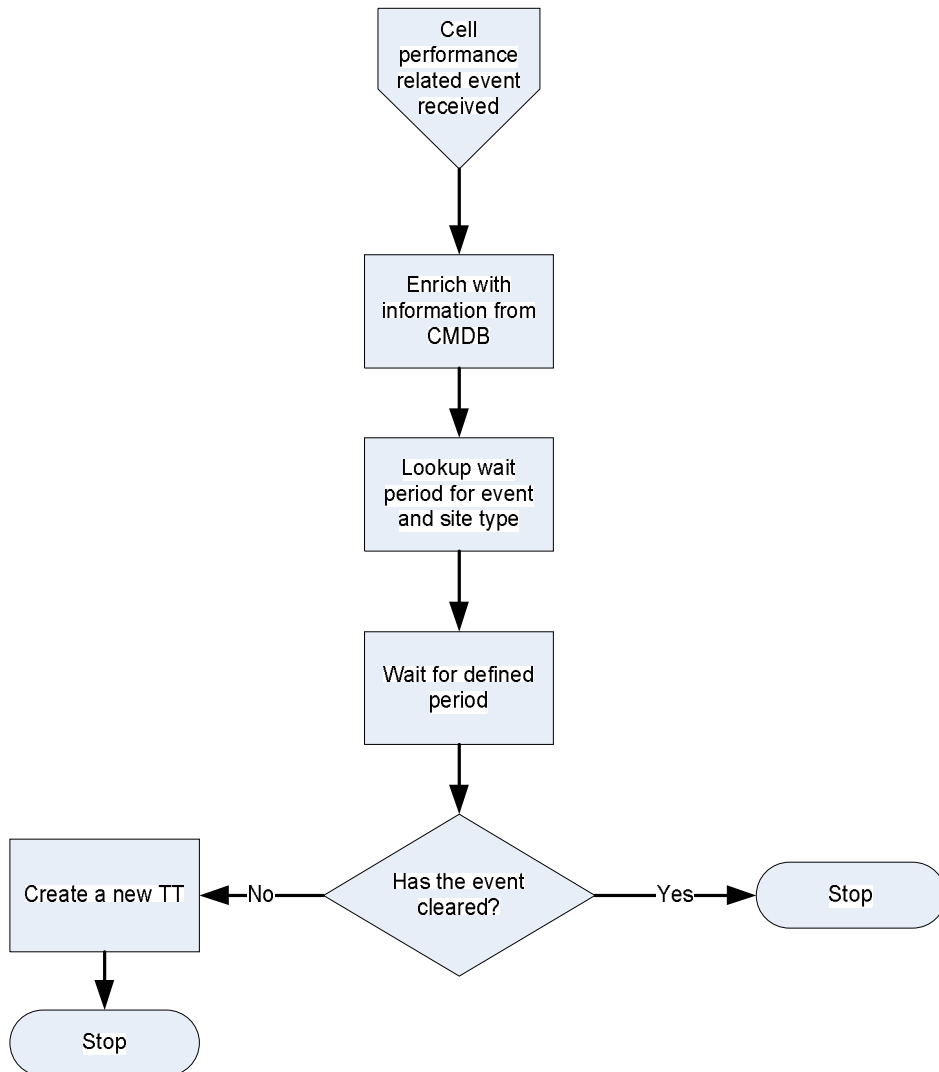 Cell
performance
related event
received
Enrich with
information from
CMDB
Lookup wait
period for event
and site type
Wait for defined
period
Has the event
cleared?
No
Create a new TT
Stop
Yes
Stop